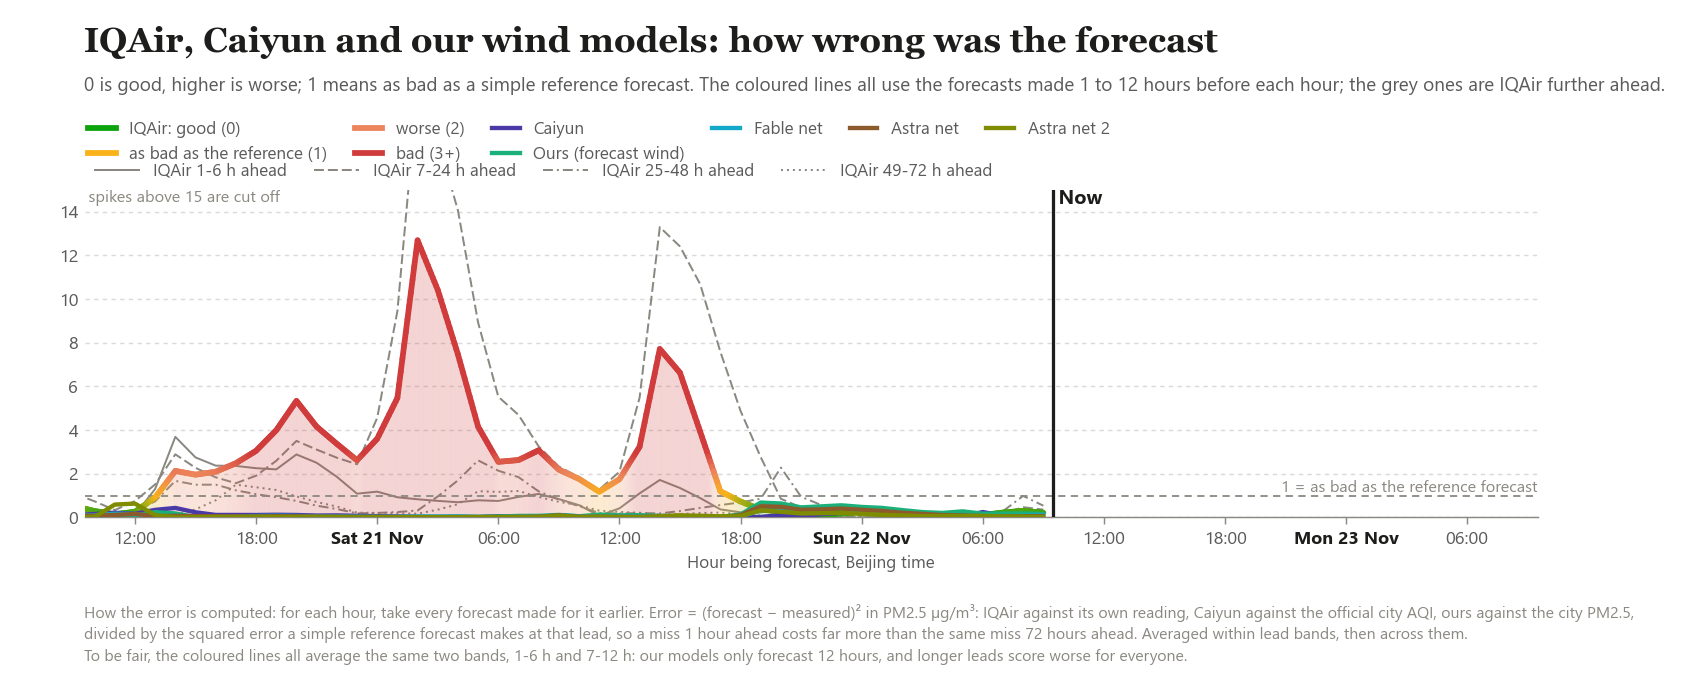 IQAir, Caiyun and our wind models: how wrong was the forecast
0 is good, higher is worse; 1 means as bad as a simple reference forecast. The coloured lines all use the forecasts made 1 to 12 hours before each hour; the grey ones are IQAir further ahead.
IQAir: good (0) worse (2) Caiyun Fable net Astra net Astra net 2
as bad as the reference (1) bad (3+) Ours (forecast wind)
IQAir 1-6 h ahead IQAir 7-24 h ahead IQAir 25-48 h ahead IQAir 49-72 h ahead
spikes above 15 are cut off
Now
14
12
10
8
6
4
2
1 = as bad as the reference forecast
0
12:00 18:00 Sat 21 Nov 06:00 12:00 18:00 Sun 22 Nov 06:00 12:00 18:00 Mon 23 Nov 06:00
Hour being forecast, Beijing time
How the error is computed: for each hour, take every forecast made for it earlier. Error = (forecast − measured)² in PM2.5 µg/m³: IQAir against its own reading, Caiyun against the official city AQI, ours against the city PM2.5,
divided by the squared error a simple reference forecast makes at that lead, so a miss 1 hour ahead costs far more than the same miss 72 hours ahead. Averaged within lead bands, then across them.
To be fair, the coloured lines all average the same two bands, 1-6 h and 7-12 h: our models only forecast 12 hours, and longer leads score worse for everyone.